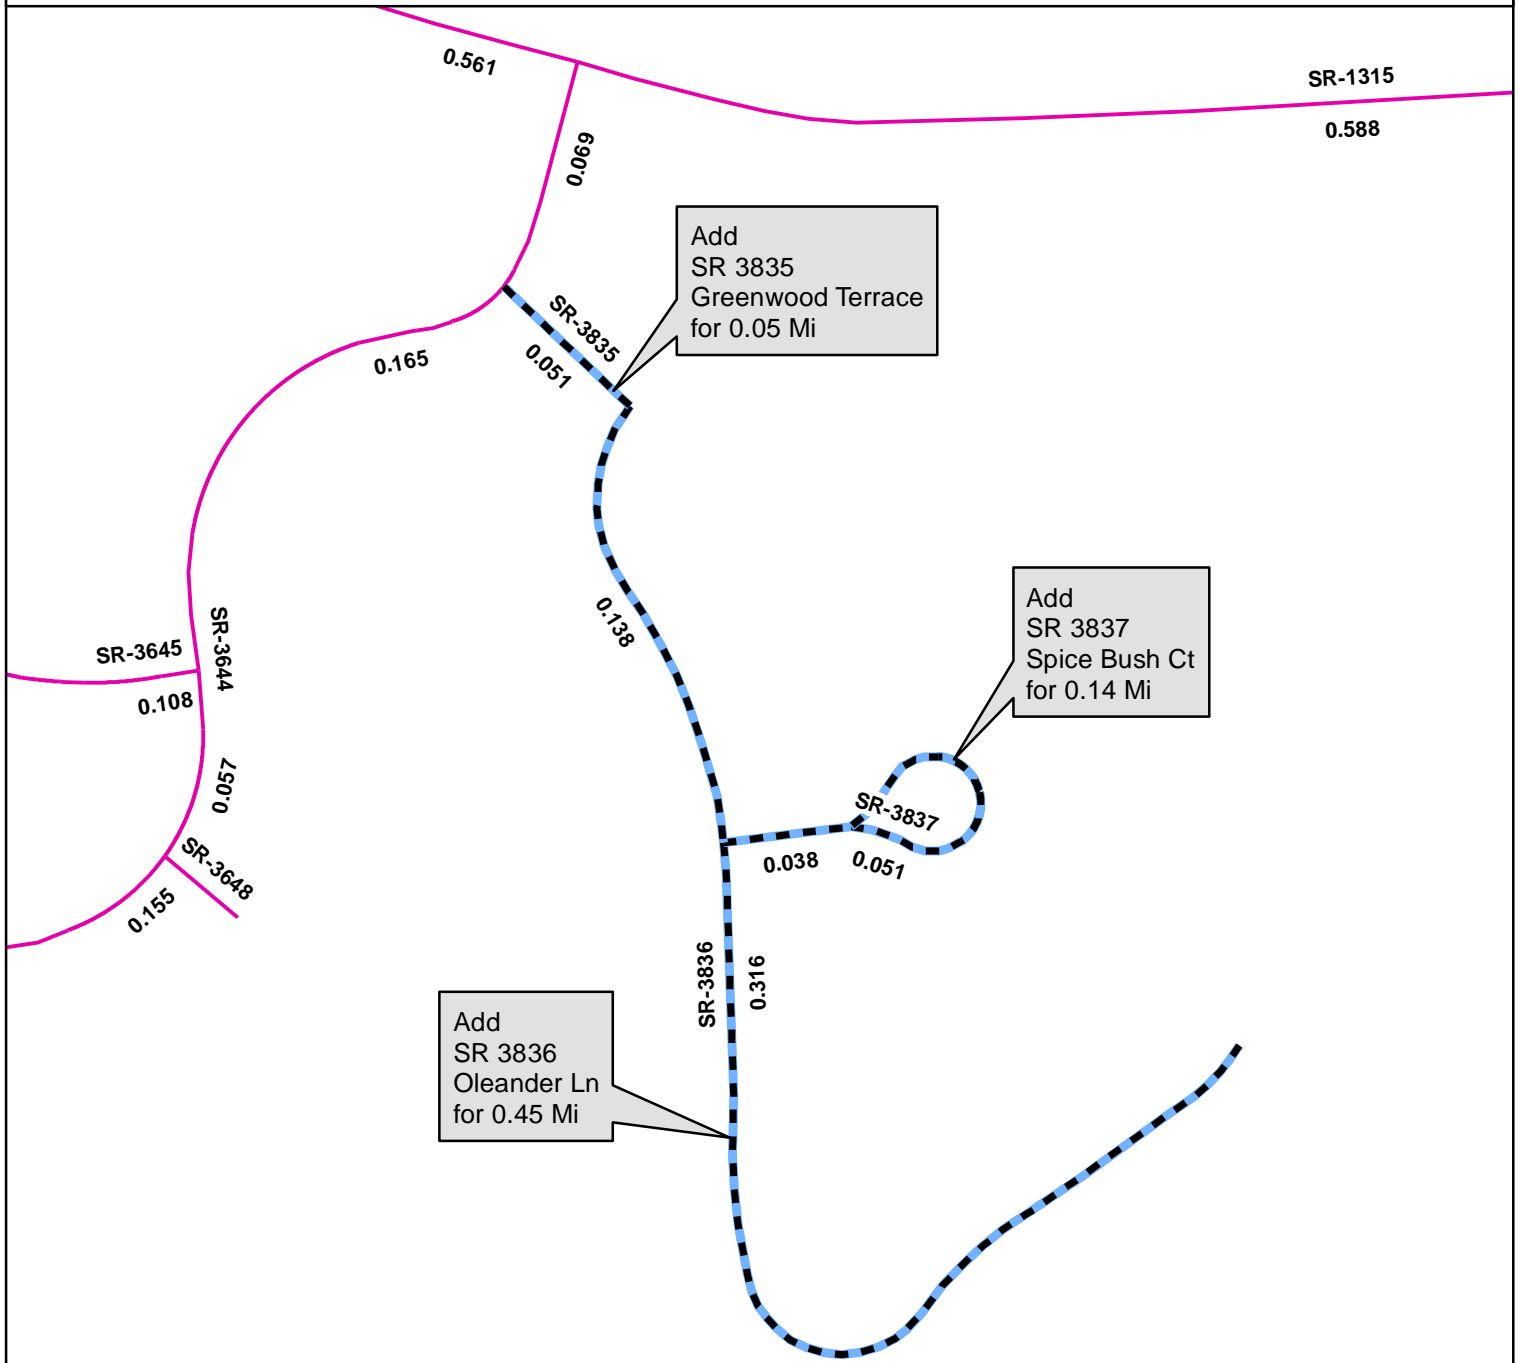 0.561
SR-1315
0.588
0.069
Add
SR 3835
Greenwood Terrace
for 0.05 Mi
SR-3835
0.051
0.165
Add
SR 3837
Spice Bush Ct
for 0.14 Mi
0.138
SR-3645
SR-3644
0.108
0.057
SR-3837
0.038
0.051
SR-3648
0.155
SR-3836
0.316
Add
SR 3836
Oleander Ln
for 0.45 Mi